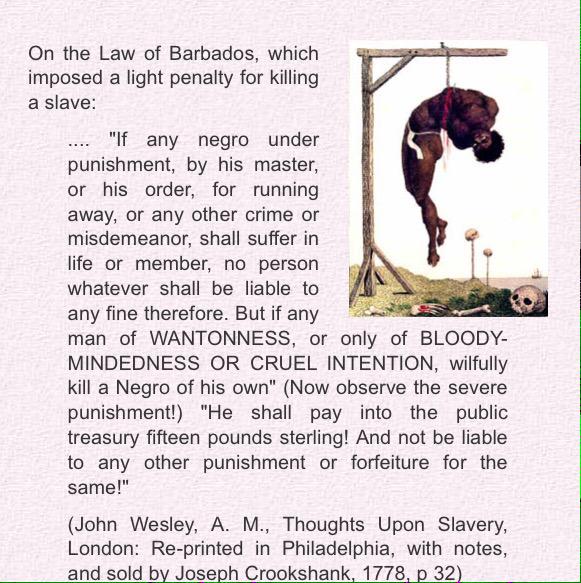 On the Law of Barbados, which
imposed a light penalty for killing
a slave:
.... "If any negro under
punishment, by his master,
or his order, for running
away, or any other crime or
misdemeanor, shall suffer in
life or member, no person
whatever shall be liable to
any fine therefore. But if any
man of WANTONNESS, or only of BLOODY-
MINDEDNESS OR CRUEL INTENTION, wilfully
kill a Negro of his own" (Now observe the severe
punishment!) "He shall pay into the public
treasury fifteen pounds sterling! And not be liable
to any other punishment or forfeiture for the
same!"
(John Wesley, A. M., Thoughts Upon Slavery,
London: Re-printed in Philadelphia, with notes,
and sold by Joseph Crookshank, 1778, p 32)